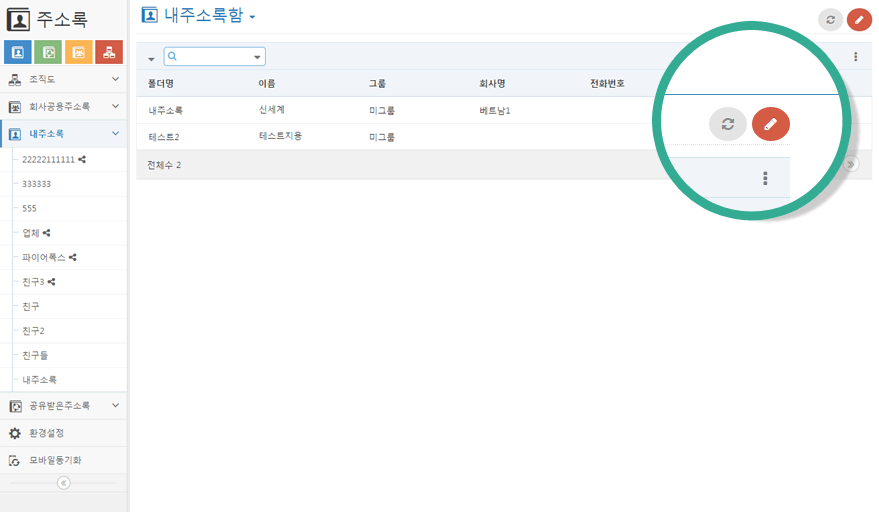 주소록
내주소록함
조직도
회사공용주소록
내주소록
22222111111
333333
555
업체
파이어폭스
친구3
친구
친구2
친구들
내주소록
공유받은주소록
환경설정
모바일동기화
폴더명 이름 그룹 회사명 전화번호
내주소록 신세계 미그룹 베트남1
테스트2 테스트지용 미그룹
전체수 2